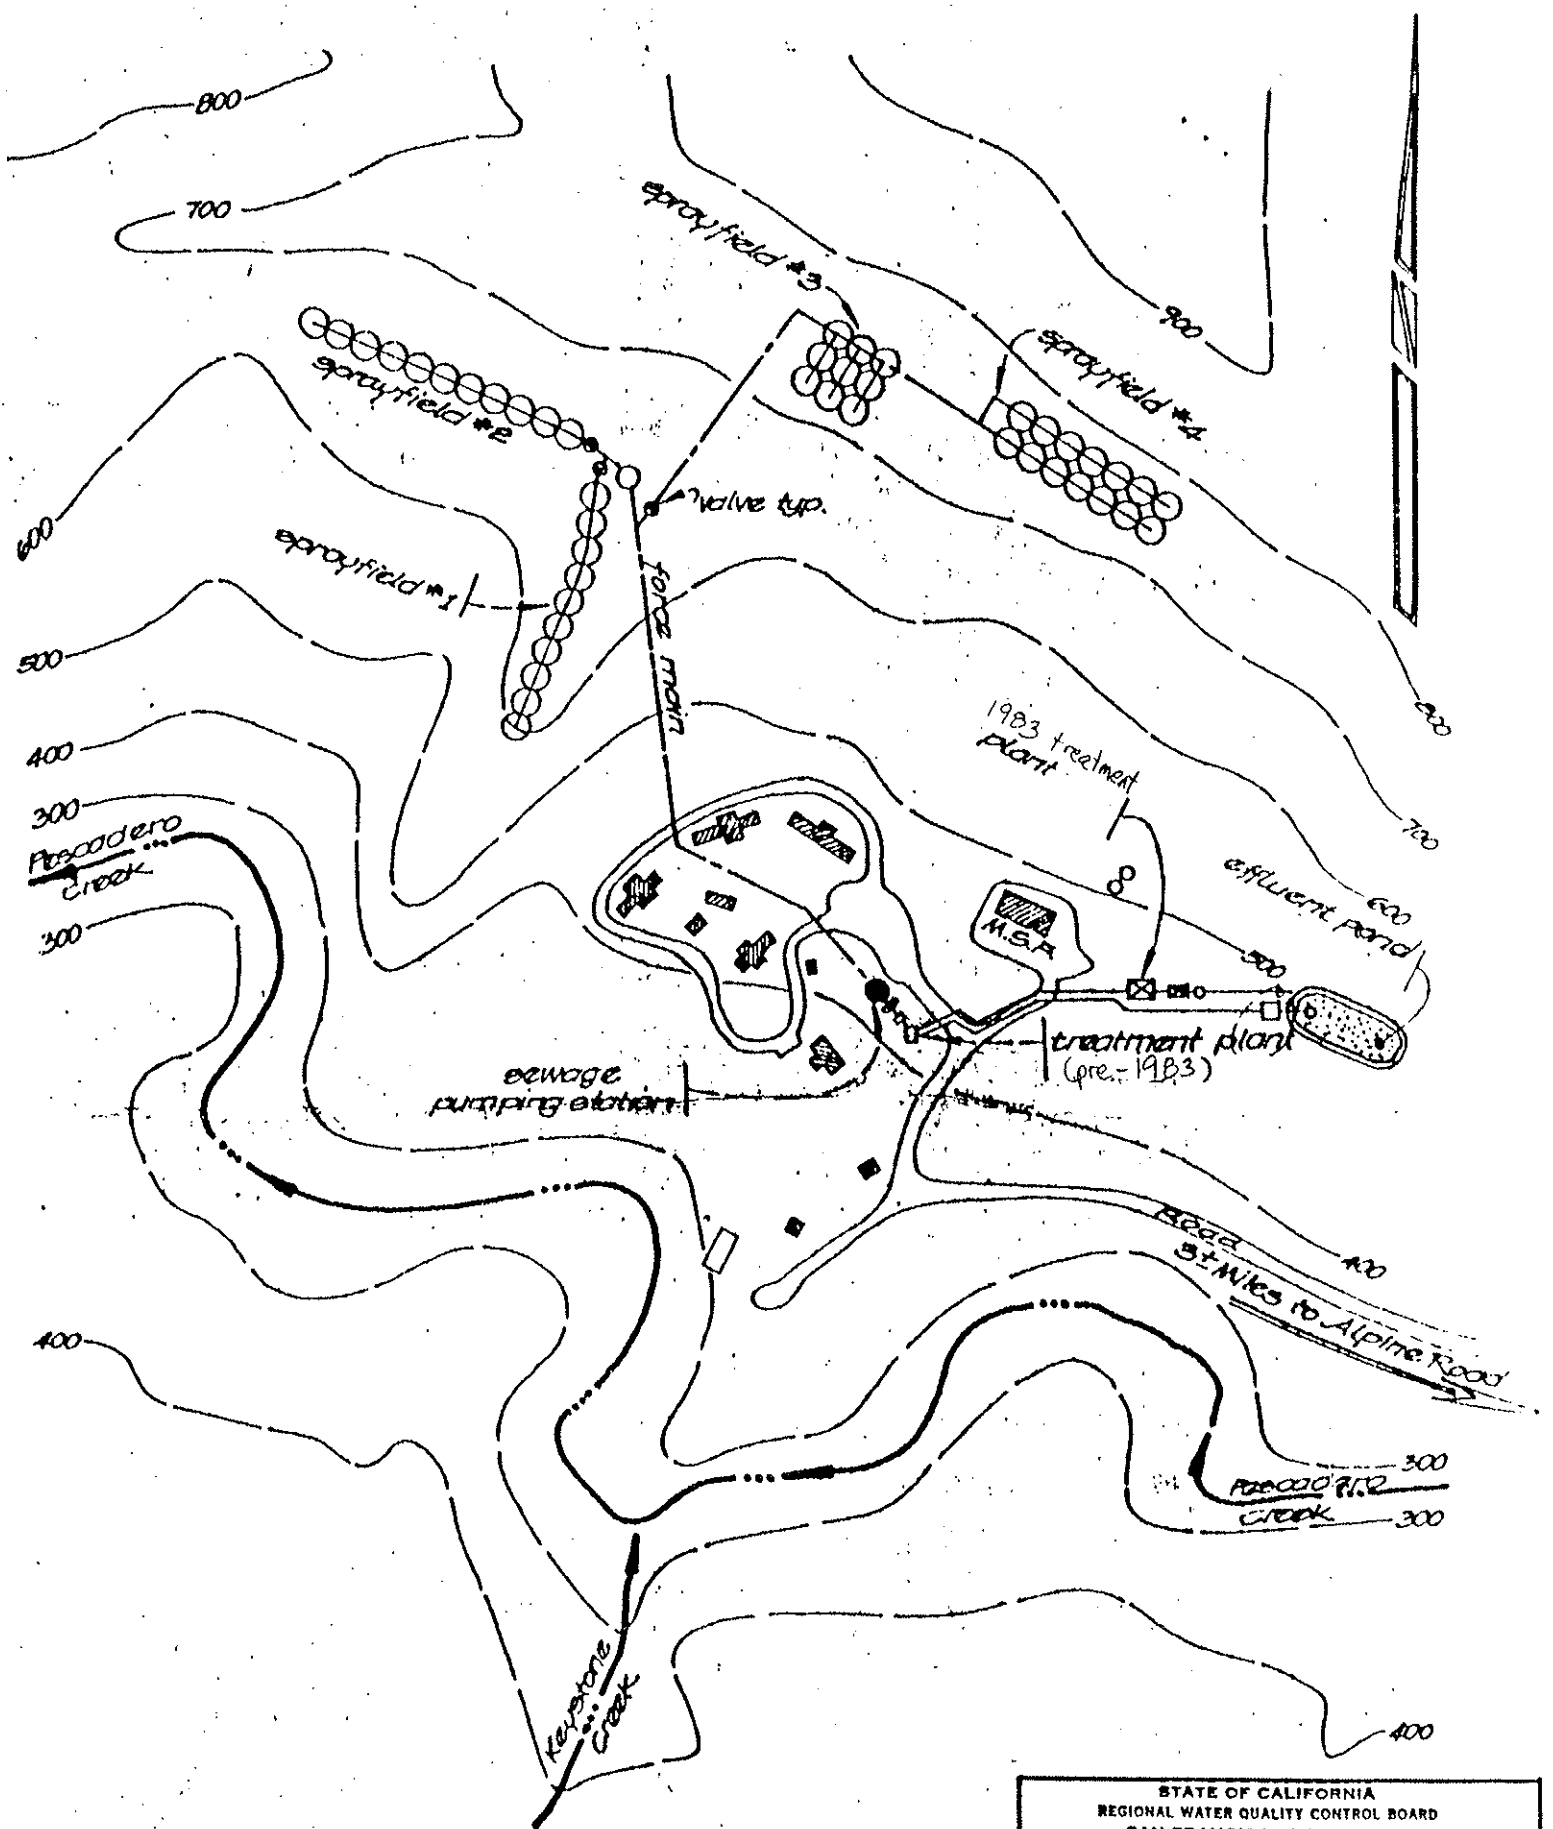 800
700
sprayfield #3
900
sprayfield #4
sprayfield #2
valve typ.
600
sprayfield #1
force main
500
800
400
1983 treatment
plant
300
700
Pescadero
Creek
effluent pond
600
300
M.S.A
500
treatment plant
(pre-1983)
sewage
pumping station
Road
400
3± Miles to Alpine Road
400
300
Pescadero
Creek
300
Keystone
Creek
400
STATE OF CALIFORNIA
REGIONAL WATER QUALITY CONTROL BOARD